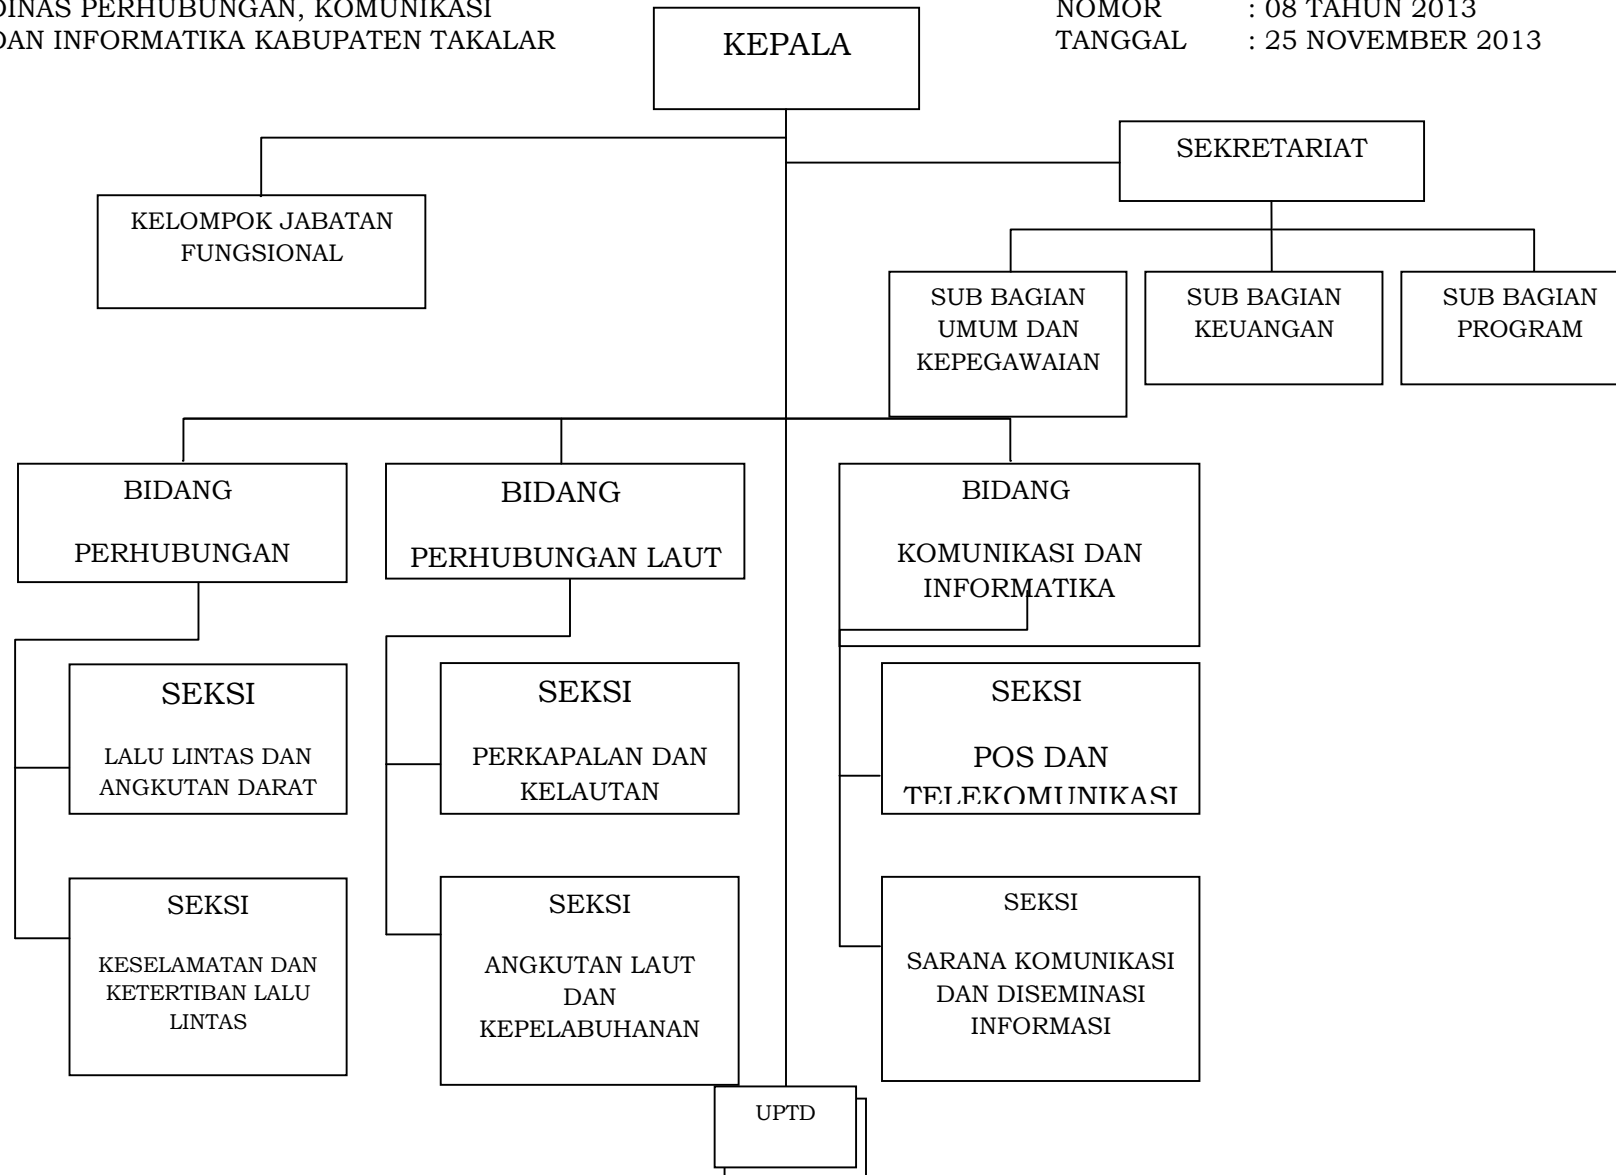 DINAS PERHUBUNGAN, KOMUNIKASI
DAN INFORMATIKA KABUPATEN TAKALAR
NOMOR : 08 TAHUN 2013
TANGGAL : 25 NOVEMBER 2013
KEPALA
SEKRETARIAT
KELOMPOK JABATAN
FUNGSIONAL
SUB BAGIAN
UMUM DAN
KEPEGAWAIAN
SUB BAGIAN
KEUANGAN
SUB BAGIAN
PROGRAM
BIDANG
PERHUBUNGAN
BIDANG
PERHUBUNGAN LAUT
BIDANG
KOMUNIKASI DAN
INFORMATIKA
SEKSI
LALU LINTAS DAN
ANGKUTAN DARAT
SEKSI
PERKAPALAN DAN
KELAUTAN
SEKSI
POS DAN
TELEKOMUNIKASI
SEKSI
KESELAMATAN DAN
KETERTIBAN LALU
LINTAS
SEKSI
ANGKUTAN LAUT
DAN
KEPELABUHANAN
SEKSI
SARANA KOMUNIKASI
DAN DISEMINASI
INFORMASI
UPTD